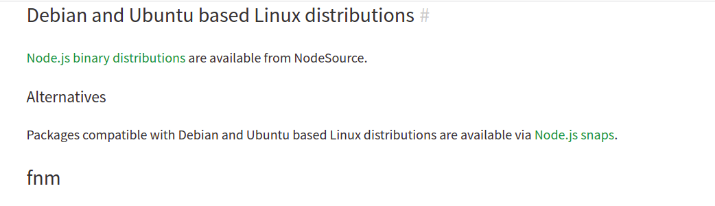 Debian and Ubuntu based Linux distributions #
Node.js binary distributions are available from NodeSource.
Alternatives
Packages compatible with Debian and Ubuntu based Linux distributions are available via Node.js snaps.
fnm